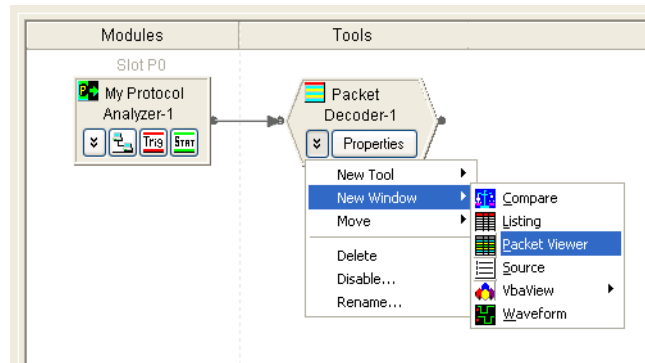 Modules
Tools
Slot P0
My Protocol
Analyzer-1
Trig
START
Packet
Decoder-1
Properties
New Tool
New Window
Move
Delete
Disable...
Rename...
Compare
Listing
Packet Viewer
Source
VbaView
Waveform